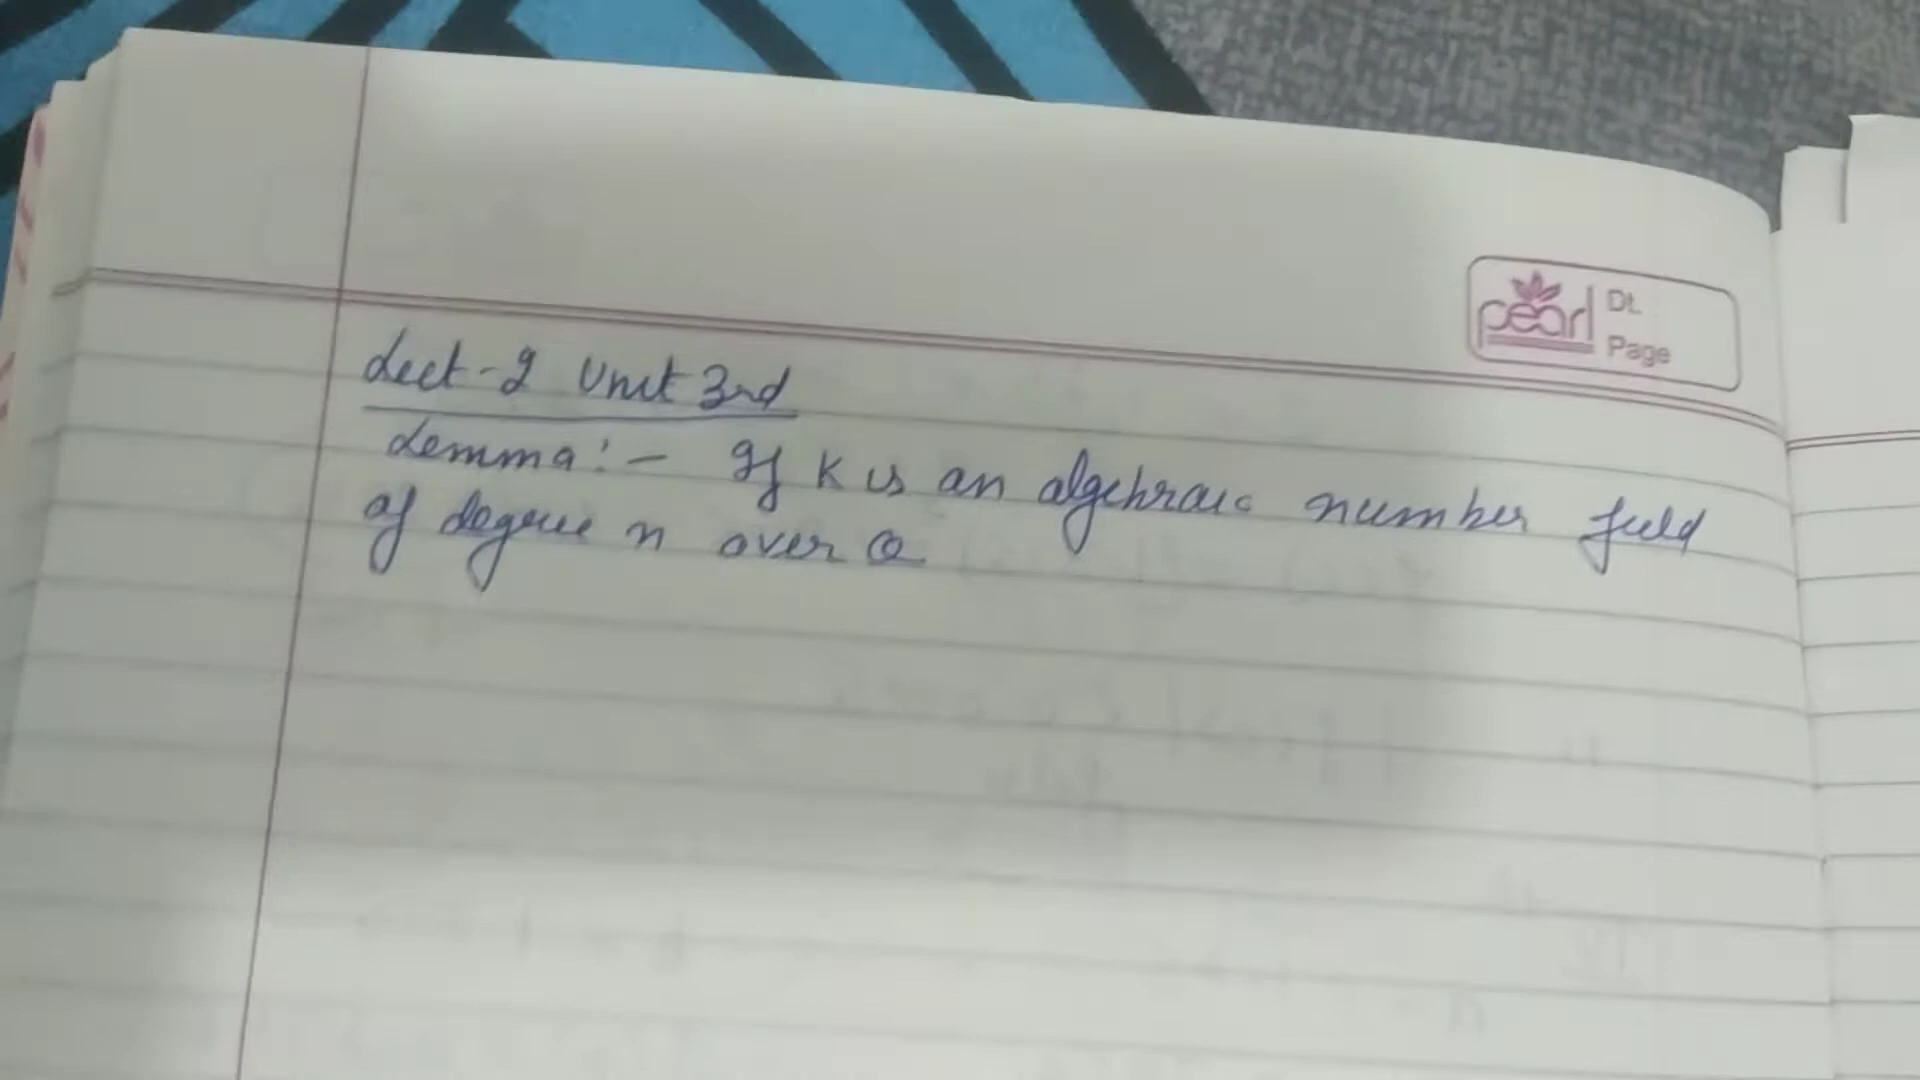 pearl
Dt.
Page
Lect-2 Unit 3rd
Lemma:- If K is an algebraic number field
of degree n over Q